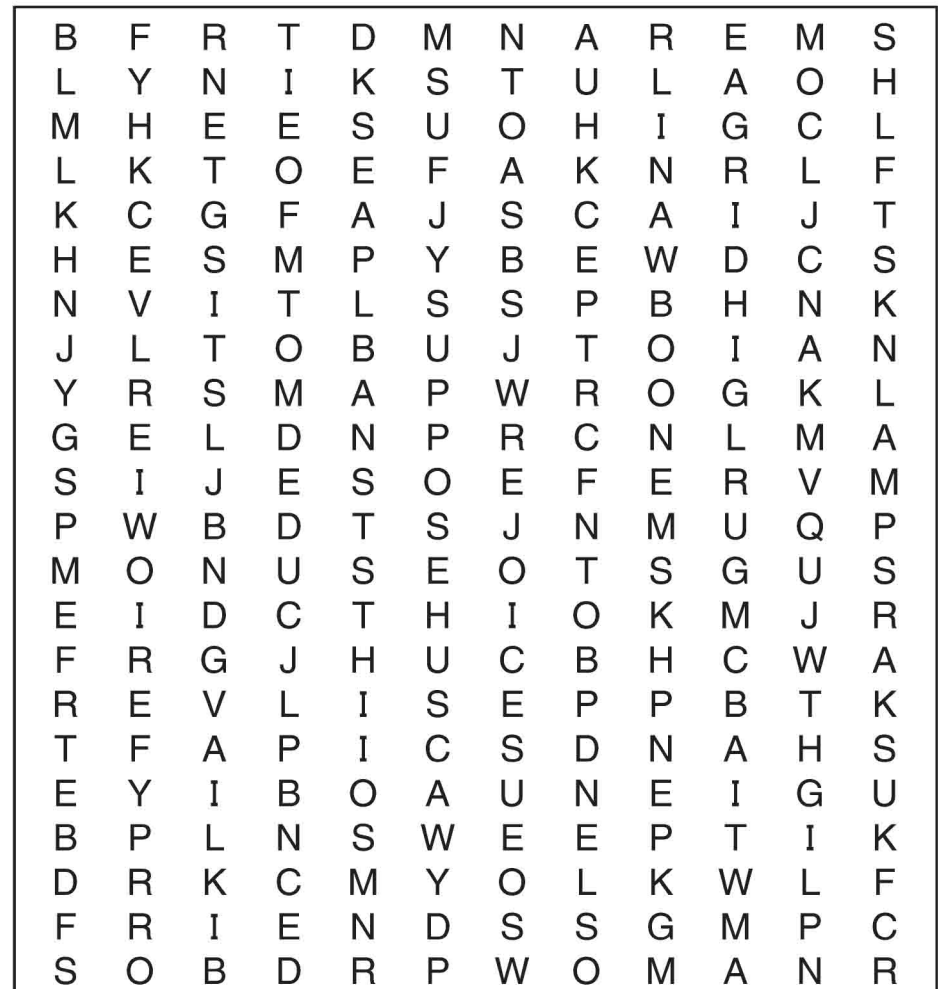 B F R T D M N A R E M S
L Y N I K S T U L A O H
M H E E S U O H I G C L
L K T O E F A K N R L F
K C G F A J S C A I J T
H E S M P Y B E W D C S
N V I T L S S P B H N K
J L T O B U J T O I A N
Y R S M A P W R O G K L
G E L D N P R C N L M A
S I J E S O E F E R V M
P W B D T S J N M U Q P
M O N U S E O T S G U S
E I D C T H I O K M J R
F R G J H U C B H C W A
R E V L I S E P P B T K
T F A P I C S D N A H S
E Y I B O A U N E I G U
B P L N S W E E P T I K
D R K C M Y O L K W L F
F R I E N D S S G M P C
S O B D R P W O M A N R